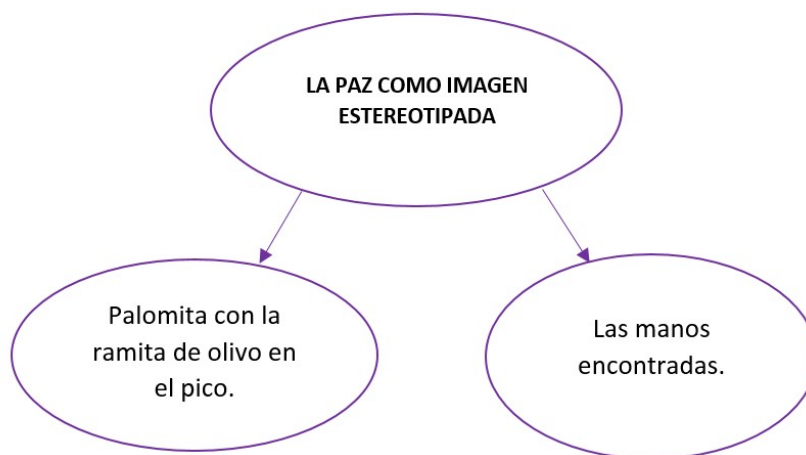 LA PAZ COMO IMAGEN
ESTEREOTIPADA
Palomita con la
ramita de olivo en
el pico.
Las manos
encontradas.